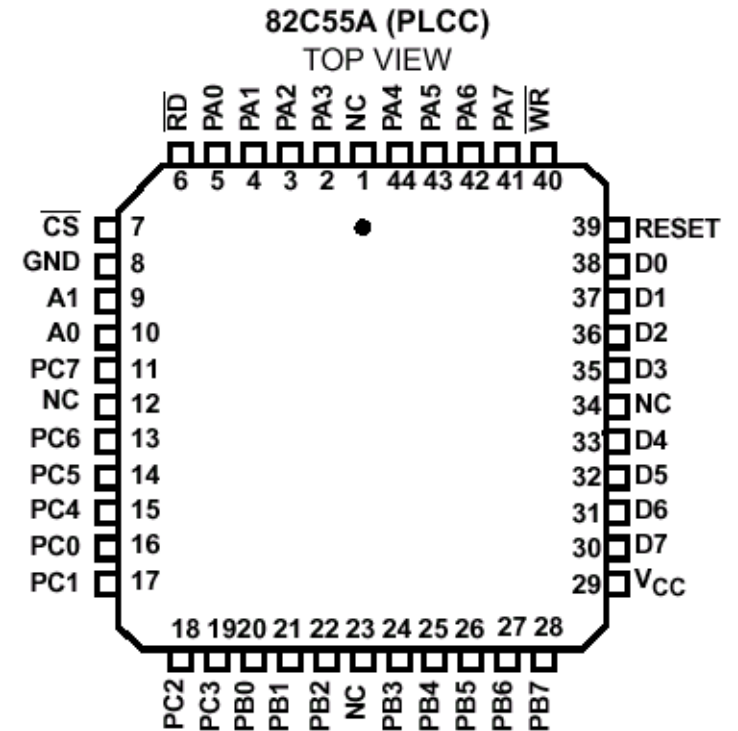 82C55A (PLCC)
TOP VIEW
RD PA0 PA1 PA2 PA3 NC PA4 PA5 PA6 PA7 WR
6 5 4 3 2 1 44 43 42 41 40
CS 7 39 RESET
GND 8 38 D0
A1 9 37 D1
A0 10 36 D2
PC7 11 35 D3
NC 12 34 NC
PC6 13 33 D4
PC5 14 32 D5
PC4 15 31 D6
PC0 16 30 D7
PC1 17 29 VCC
18 19 20 21 22 23 24 25 26 27 28
PC2 PC3 PB0 PB1 PB2 NC PB3 PB4 PB5 PB6 PB7